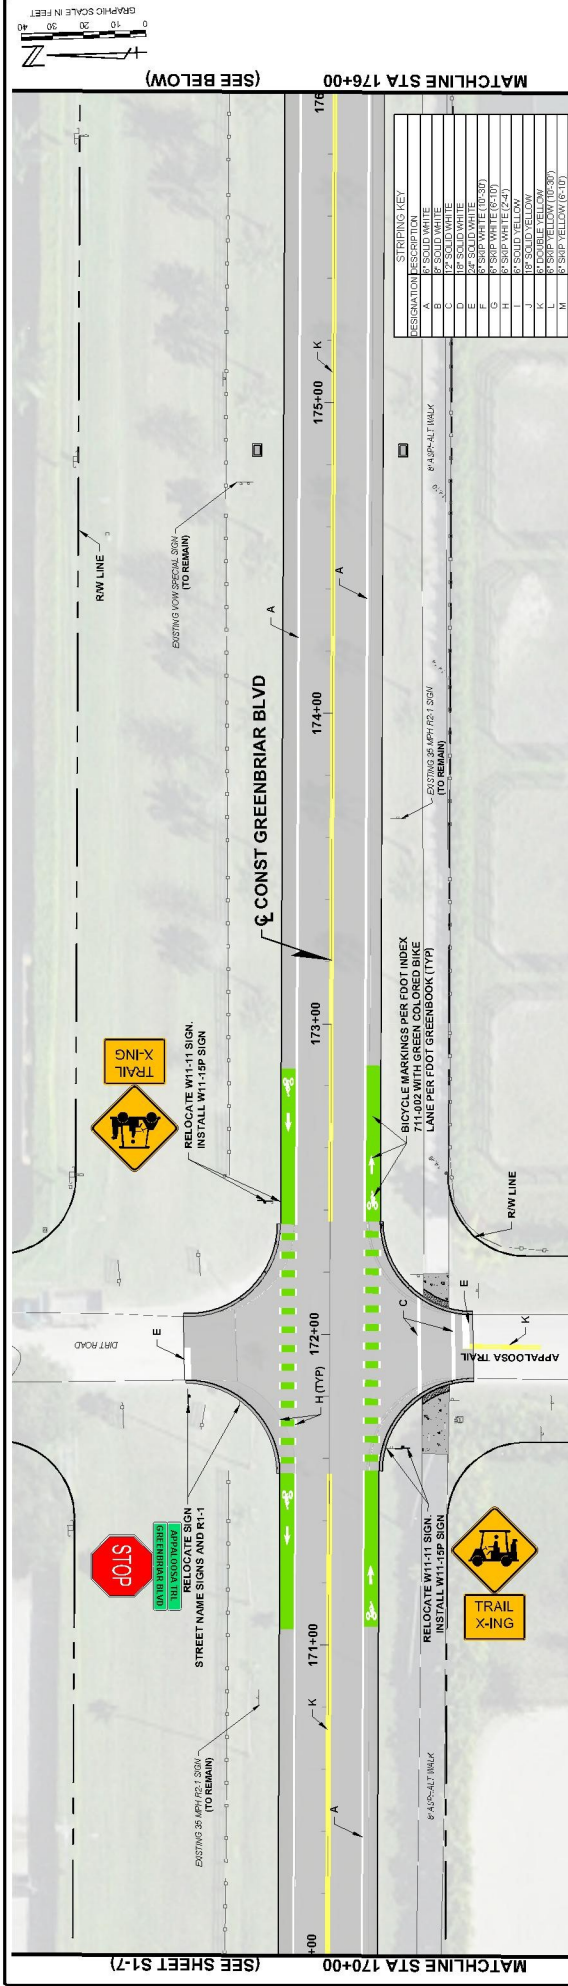 GRAPHIC SCALE IN FEET
0 10 20 30 40
N
(SEE BELOW)
MATCHLINE STA 176+00
STRIPING KEY
DESIGNATION DESCRIPTION
A 6" SOLID WHITE
B 8" SOLID WHITE
C 12" SOLID WHITE
D 18" SOLID WHITE
E 24" SOLID WHITE
F 6" SKIP WHITE (10'-30')
G 6" SKIP WHITE (6'-10')
H 6" SKIP WHITE (2'-4')
I 6" SOLID YELLOW
J 18" SOLID YELLOW
K 6" DOUBLE YELLOW
L 6" SKIP YELLOW (10'-30')
M 6" SKIP YELLOW (6'-10')
176
175+00
174+00
173+00
172+00
171+00
+00
R/W LINE
EXISTING VOW SPECIAL SIGN
(TO REMAIN)
K
A
A
8' ASPHALT WALK
EXISTING 35 MPH R2-1 SIGN
(TO REMAIN)
℄ CONST GREENBRIAR BLVD
TRAIL
X-ING
RELOCATE W11-11 SIGN.
INSTALL W11-15P SIGN
BICYCLE MARKINGS PER FDOT INDEX
711-002 WITH GREEN COLORED BIKE
LANE PER FDOT GREENBOOK (TYP)
R/W LINE
DIRT ROAD
E
H (TYP)
C
E
K
APPALOOSA TRAIL
STOP
APPALOOSA TRL
GREENBRIAR BLVD
RELOCATE SIGN
STREET NAME SIGNS AND R1-1
RELOCATE W11-11 SIGN.
INSTALL W11-15P SIGN
TRAIL
X-ING
EXISTING 35 MPH R2-1 SIGN
(TO REMAIN)
K
A
8' ASPHALT WALK
(SEE SHEET S1-7)
MATCHLINE STA 170+00